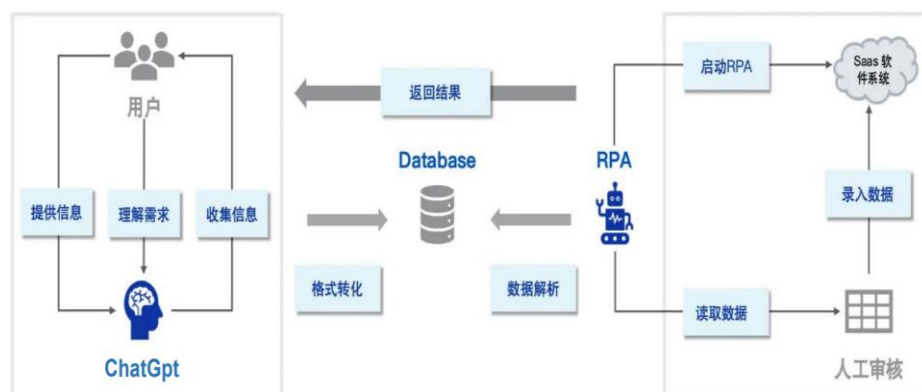 用户
提供信息
理解需求
收集信息
ChatGpt
返回结果
Database
格式转化
数据解析
RPA
启动RPA
Saas 软
件系统
录入数据
读取数据
人工审核